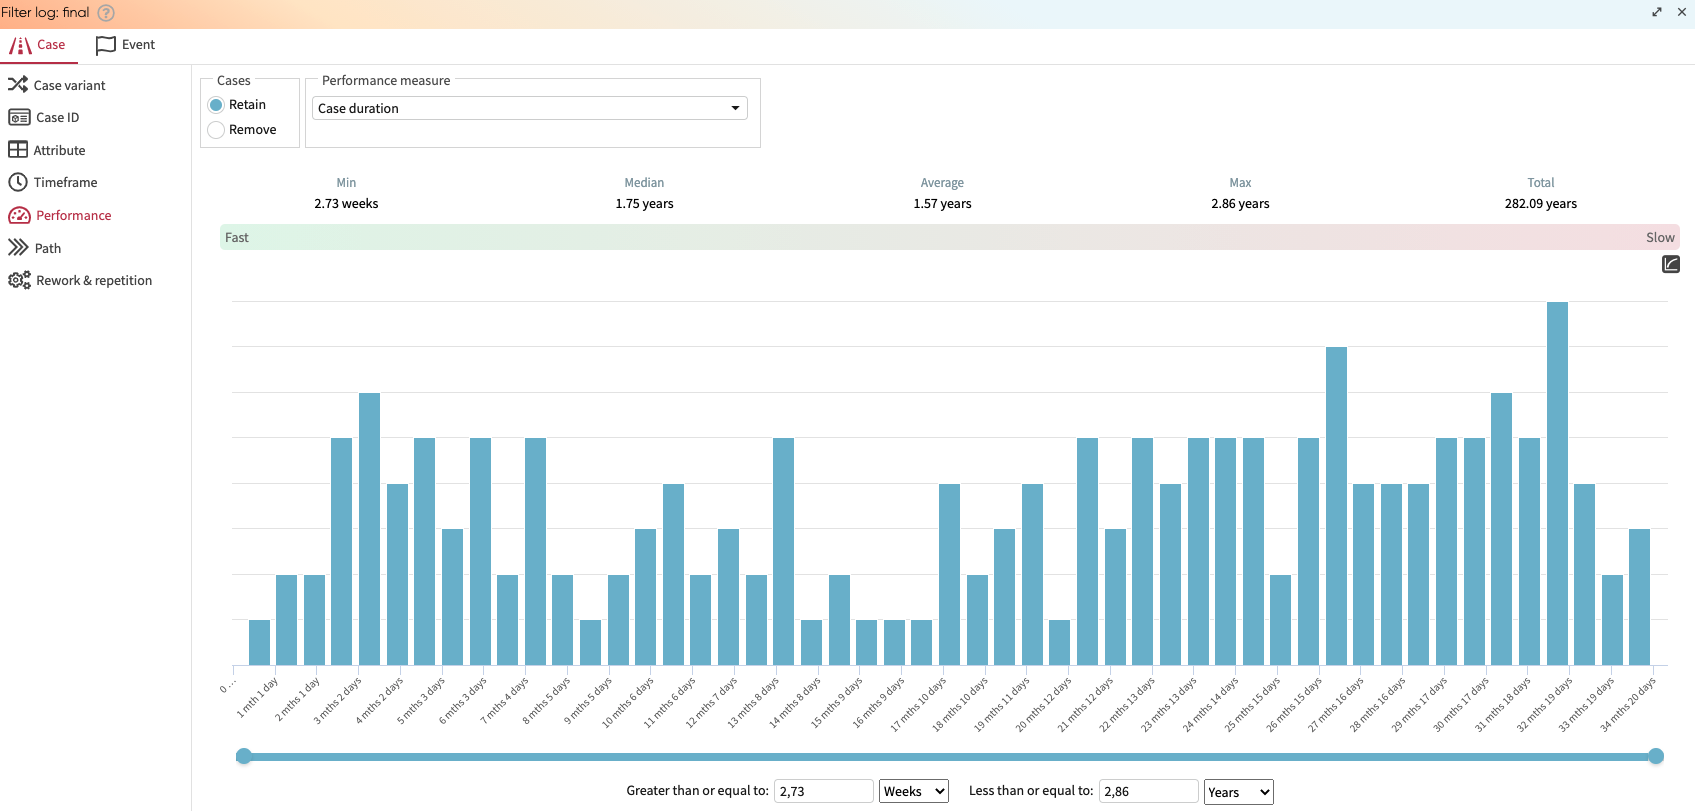 Filter log: final ?
Case Event
Case variant
Case ID
Attribute
Timeframe
Performance
Path
Rework & repetition
Cases
Retain
Remove
Performance measure
Case duration
Min Median Average Max Total
2.73 weeks 1.75 years 1.57 years 2.86 years 282.09 years
Fast Slow
0 ...
1 mth 1 day
2 mths 1 day
3 mths 2 days
4 mths 2 days
5 mths 3 days
6 mths 3 days
7 mths 4 days
8 mths 5 days
9 mths 5 days
10 mths 6 days
11 mths 6 days
12 mths 7 days
13 mths 8 days
14 mths 8 days
15 mths 9 days
16 mths 9 days
17 mths 10 days
18 mths 10 days
19 mths 11 days
20 mths 12 days
21 mths 12 days
22 mths 13 days
23 mths 13 days
24 mths 14 days
25 mths 15 days
26 mths 15 days
27 mths 16 days
28 mths 16 days
29 mths 17 days
30 mths 17 days
31 mths 18 days
32 mths 19 days
33 mths 19 days
34 mths 20 days
Greater than or equal to: 2,73 Weeks Less than or equal to: 2,86 Years